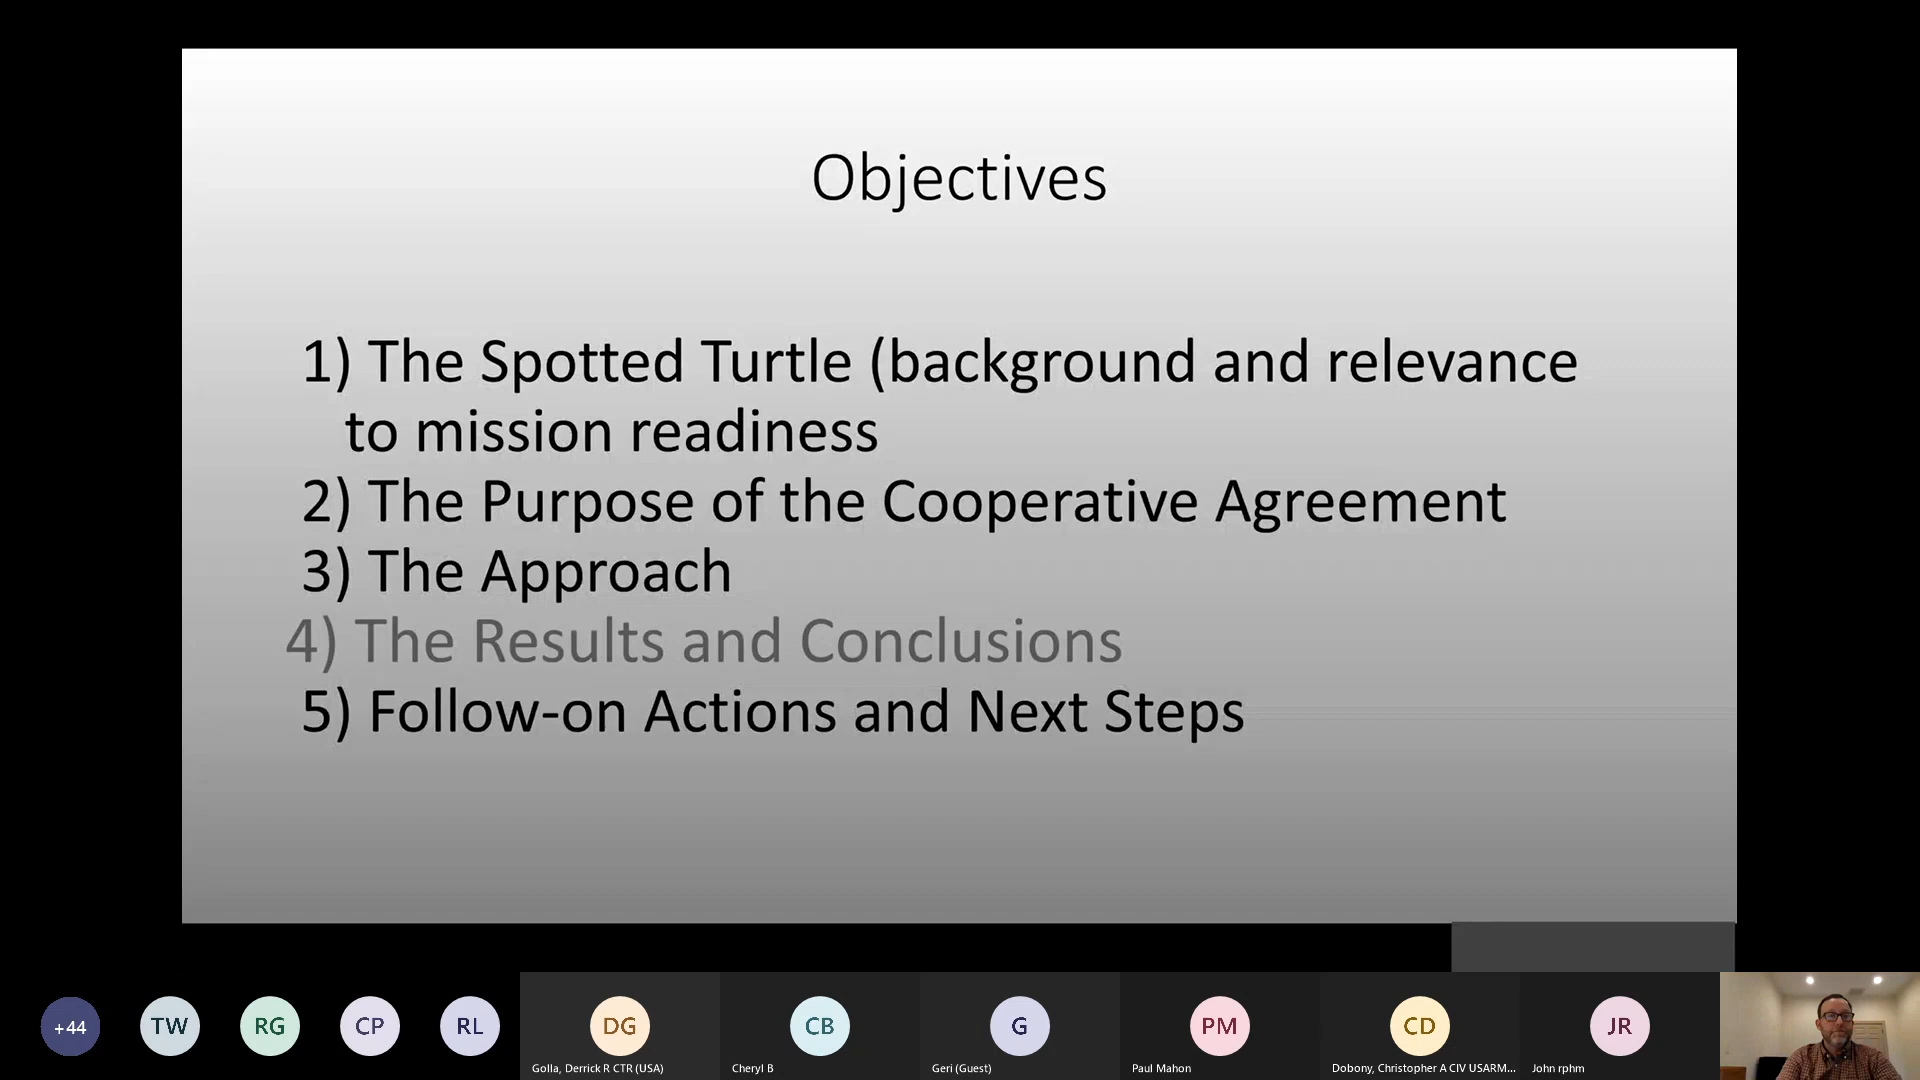 Objectives
1) The Spotted Turtle (background and relevance
to mission readiness
2) The Purpose of the Cooperative Agreement
3) The Approach
4) The Results and Conclusions
5) Follow-on Actions and Next Steps
+44
TW
RG
CP
RL
DG
CB
G
PM
CD
JR
Golla, Derrick R CTR (USA)
Cheryl B
Geri (Guest)
Paul Mahon
Dobony, Christopher A CIV USARM...
John rphm